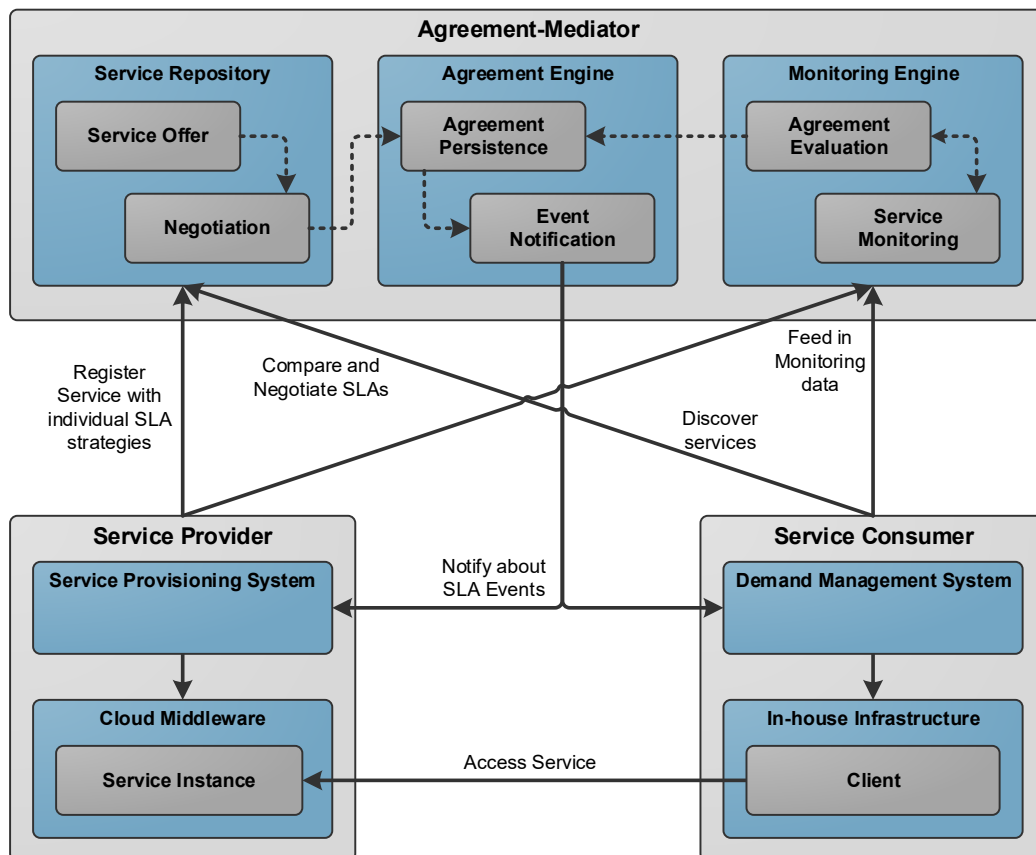 Agreement-Mediator
Service Repository
Agreement Engine
Monitoring Engine
Service Offer
Agreement
Persistence
Agreement
Evaluation
Negotiation
Event
Notification
Service
Monitoring
Register
Service with
individual SLA
strategies
Compare and
Negotiate SLAs
Feed in
Monitoring
data
Discover
services
Service Provider
Service Consumer
Service Provisioning System
Notify about
SLA Events
Demand Management System
Cloud Middleware
In-house Infrastructure
Service Instance
Access Service
Client